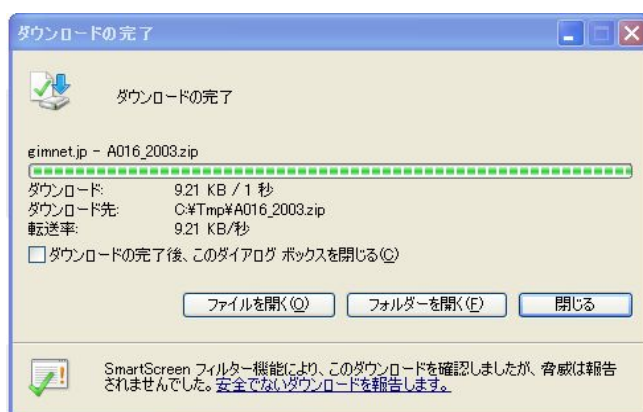 ダウンロードの完了
ダウンロードの完了
gimnet.jp - A016_2003.zip
ダウンロード: 9.21 KB / 1 秒
ダウンロード先: C:¥Tmp¥A016_2003.zip
転送率: 9.21 KB/秒
ダウンロードの完了後、このダイアログ ボックスを閉じる(C)
ファイルを開く(O) フォルダーを開く(F) 閉じる
SmartScreen フィルター機能により、このダウンロードを確認しましたが、脅威は報告
されませんでした。安全でないダウンロードを報告します。